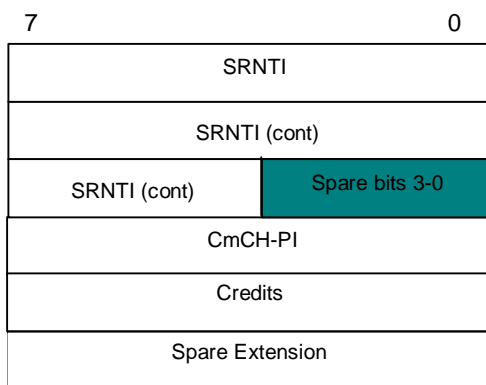 7 0
SRNTI
SRNTI (cont)
SRNTI (cont) Spare bits 3-0
CmCH-PI
Credits
Spare Extension